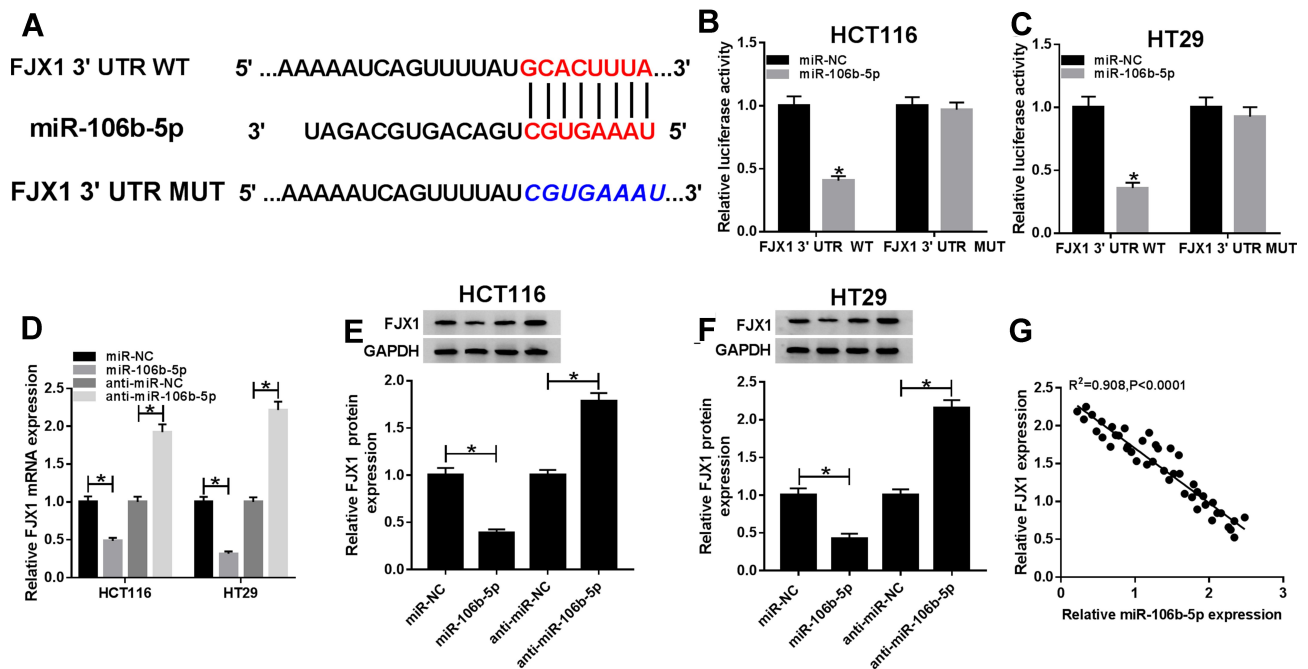 A
FJX1 3' UTR WT 5' ...AAAAAUCAGUUUUAUGCACUUUA...3'
miR-106b-5p 3' UAGACGUGACAGUCGUGAAAU 5'
FJX1 3' UTR MUT 5' ...AAAAAUCAGUUUUAUCGUGAAAU...3'
B
HCT116
miR-NC
miR-106b-5p
Relative luciferase activity
1.5
1.0
0.5
0.0
*
FJX1 3' UTR WT FJX1 3' UTR MUT
C
HT29
miR-NC
miR-106b-5p
Relative luciferase activity
1.5
1.0
0.5
0.0
*
FJX1 3' UTR WT FJX1 3' UTR MUT
D
miR-NC
miR-106b-5p
anti-miR-NC
anti-miR-106b-5p
Relative FJX1 mRNA expression
2.5
2.0
1.5
1.0
0.5
0.0
* * * *
HCT116 HT29
E
HCT116
FJX1
GAPDH
Relative FJX1 protein
expression
2.0
1.5
1.0
0.5
0.0
* *
miR-NC
miR-106b-5p
anti-miR-NC
anti-miR-106b-5p
F
HT29
FJX1
GAPDH
Relative FJX1 protein
expression
2.5
2.0
1.5
1.0
0.5
0.0
* *
miR-NC
miR-106b-5p
anti-miR-NC
anti-miR-106b-5p
G
R²=0.908,P<0.0001
Relative FJX1 expression
2.5
2.0
1.5
1.0
0.5
0.0
0 1 2 3
Relative miR-106b-5p expression